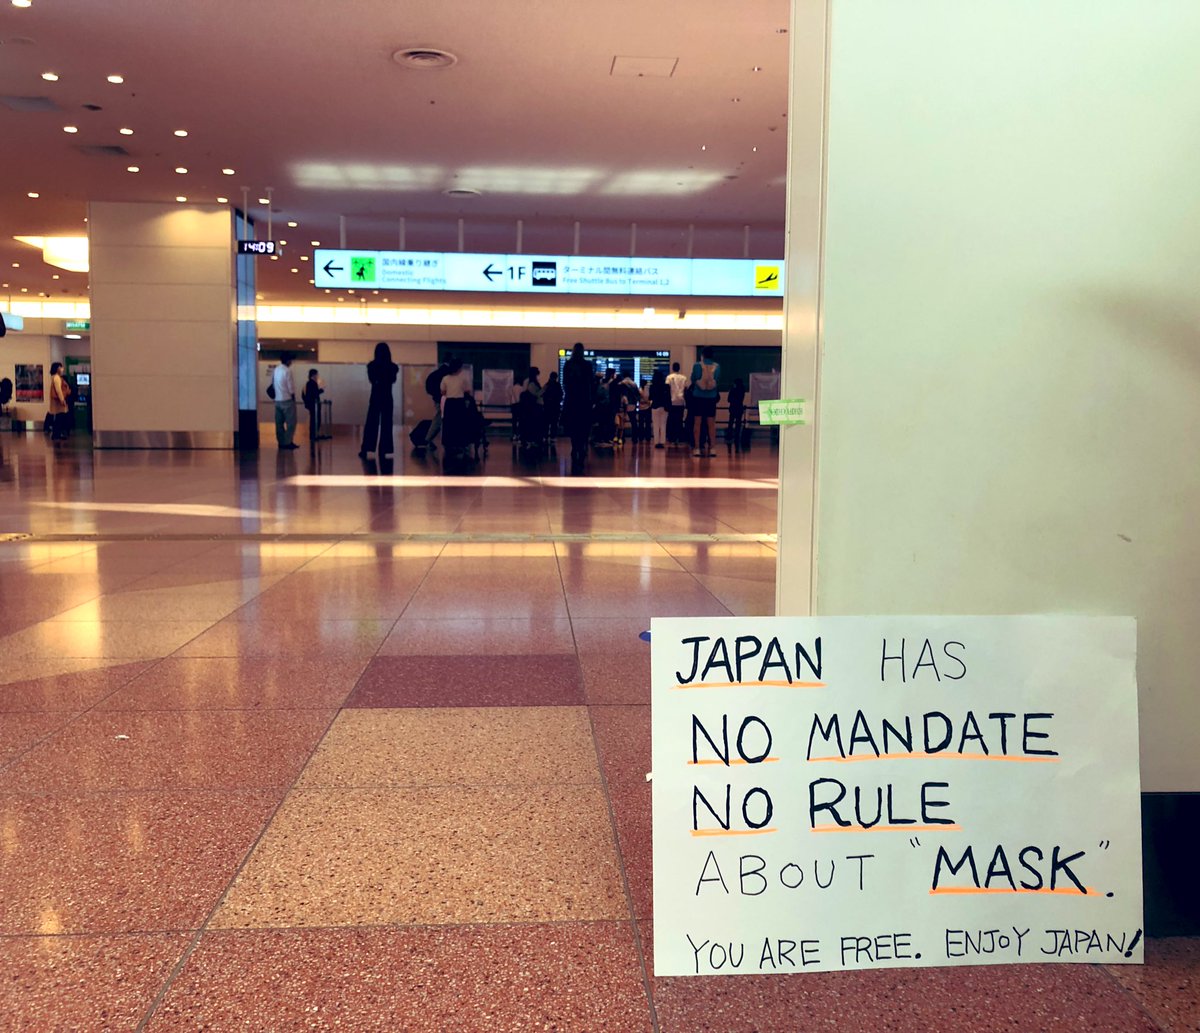 14:09
国内線乗り継ぎ
Domestic
Connecting Flights
1F
ターミナル間無料連絡バス
Free Shuttle Bus to Terminal 1,2
JAPAN HAS
NO MANDATE
NO RULE
ABOUT "MASK".
YOU ARE FREE. ENJOY JAPAN!